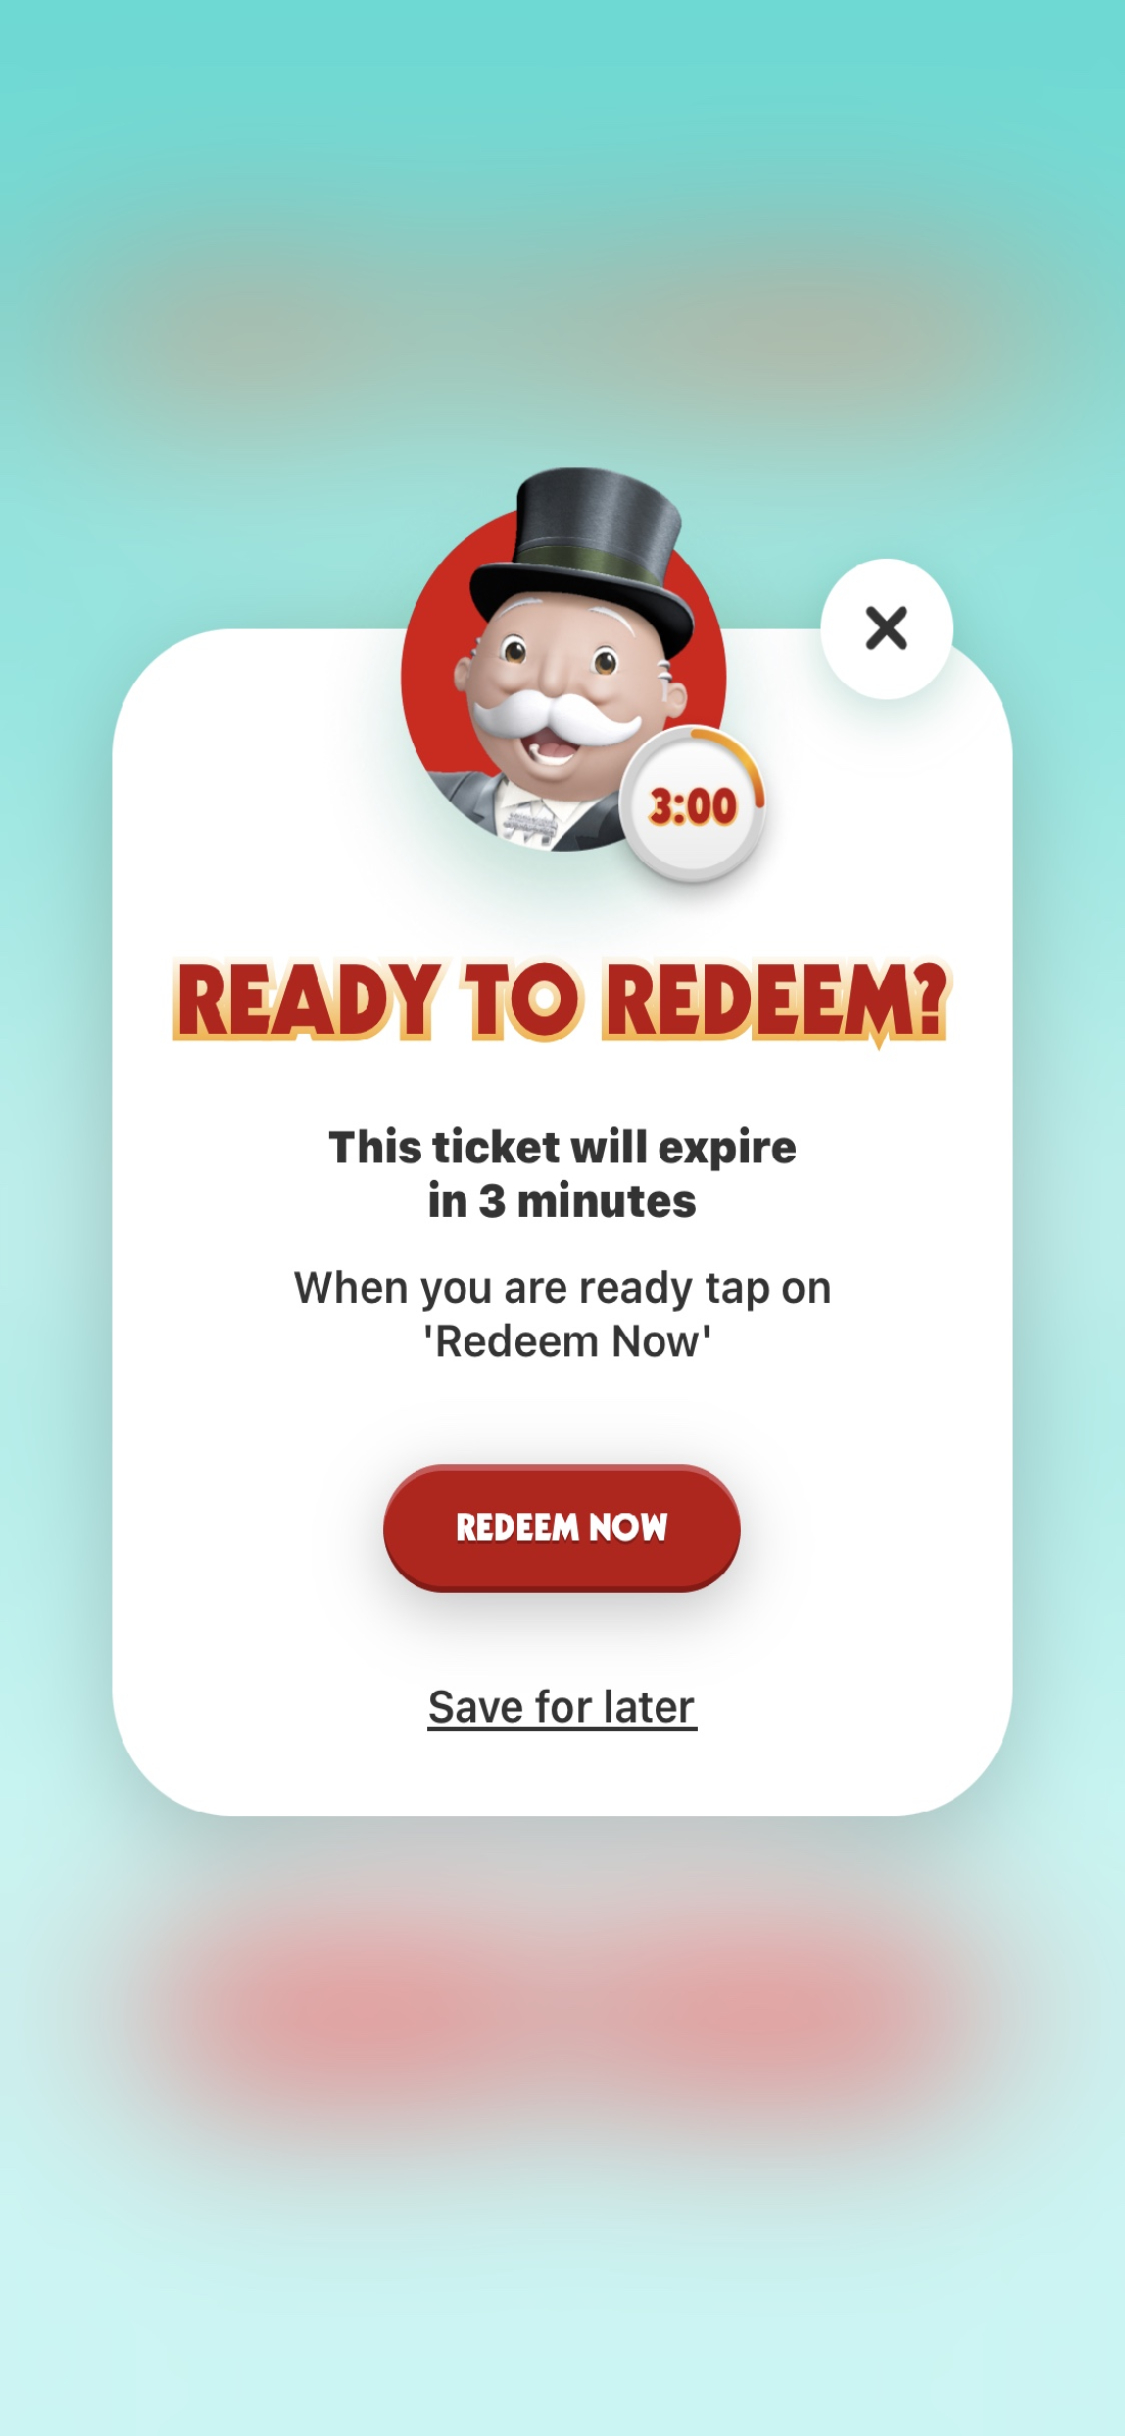 3:00
READY TO REDEEM?
This ticket will expire
in 3 minutes
When you are ready tap on
'Redeem Now'
REDEEM NOW
Save for later